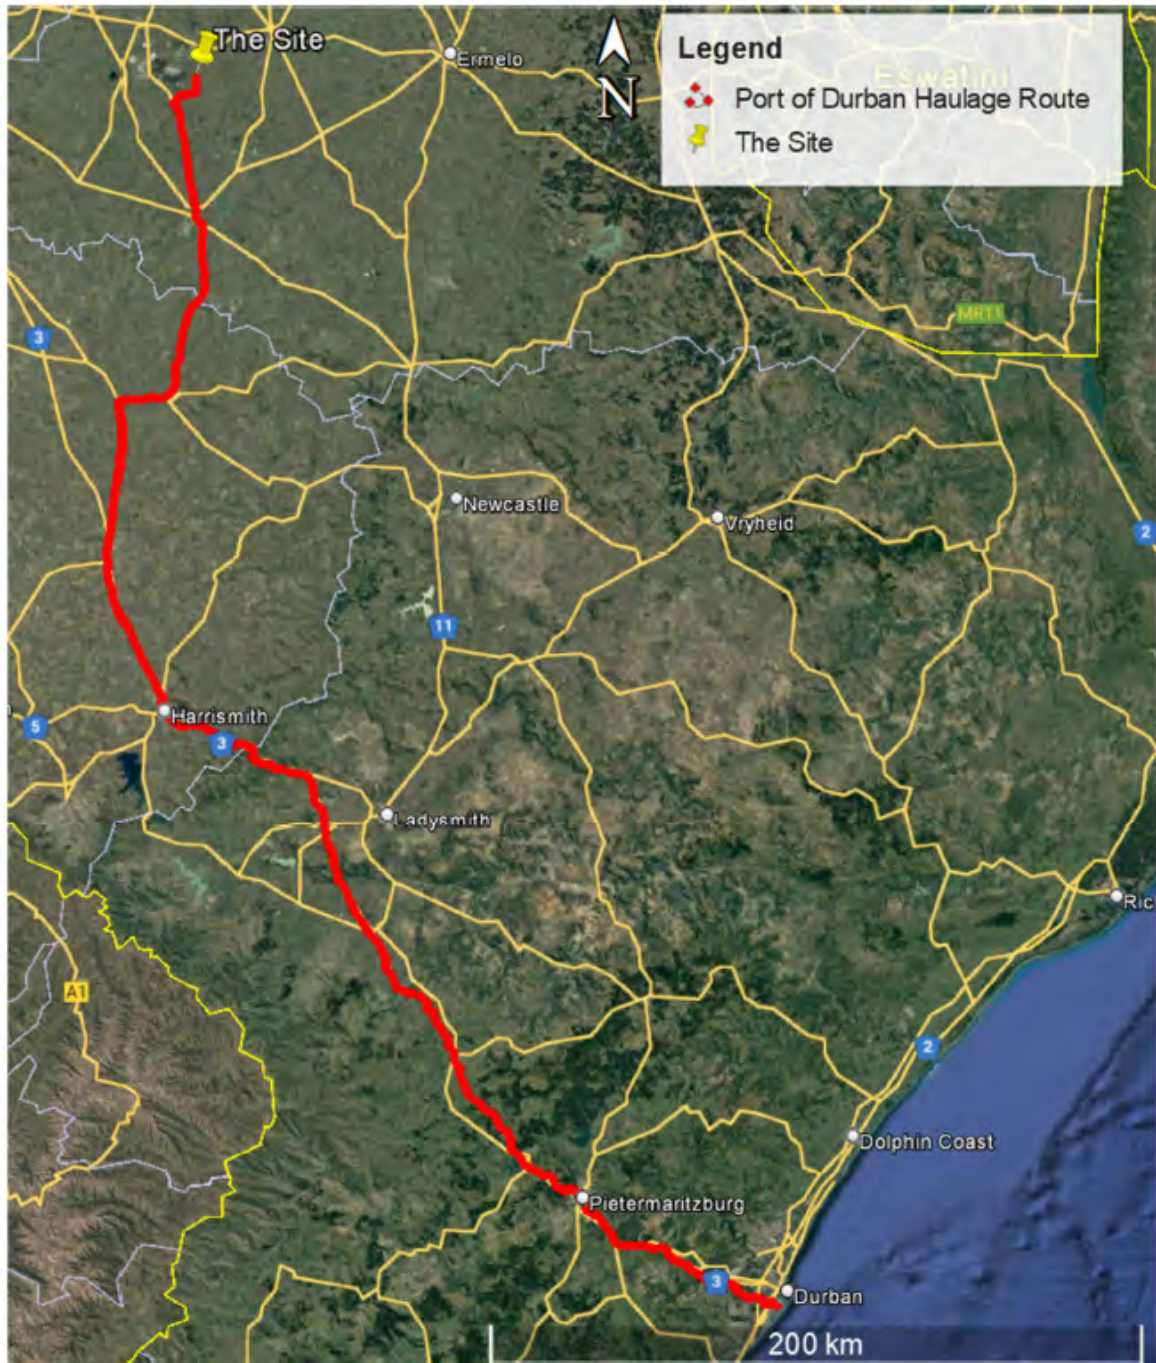 The Site
Ermelo
N
Legend
Eswatini
Port of Durban Haulage Route
The Site
MR11
3
Newcastle
Vryheid
2
11
Harrismith
5
3
Ladysmith
Rich
A1
2
Dolphin Coast
Pietermaritzburg
3
Durban
200 km